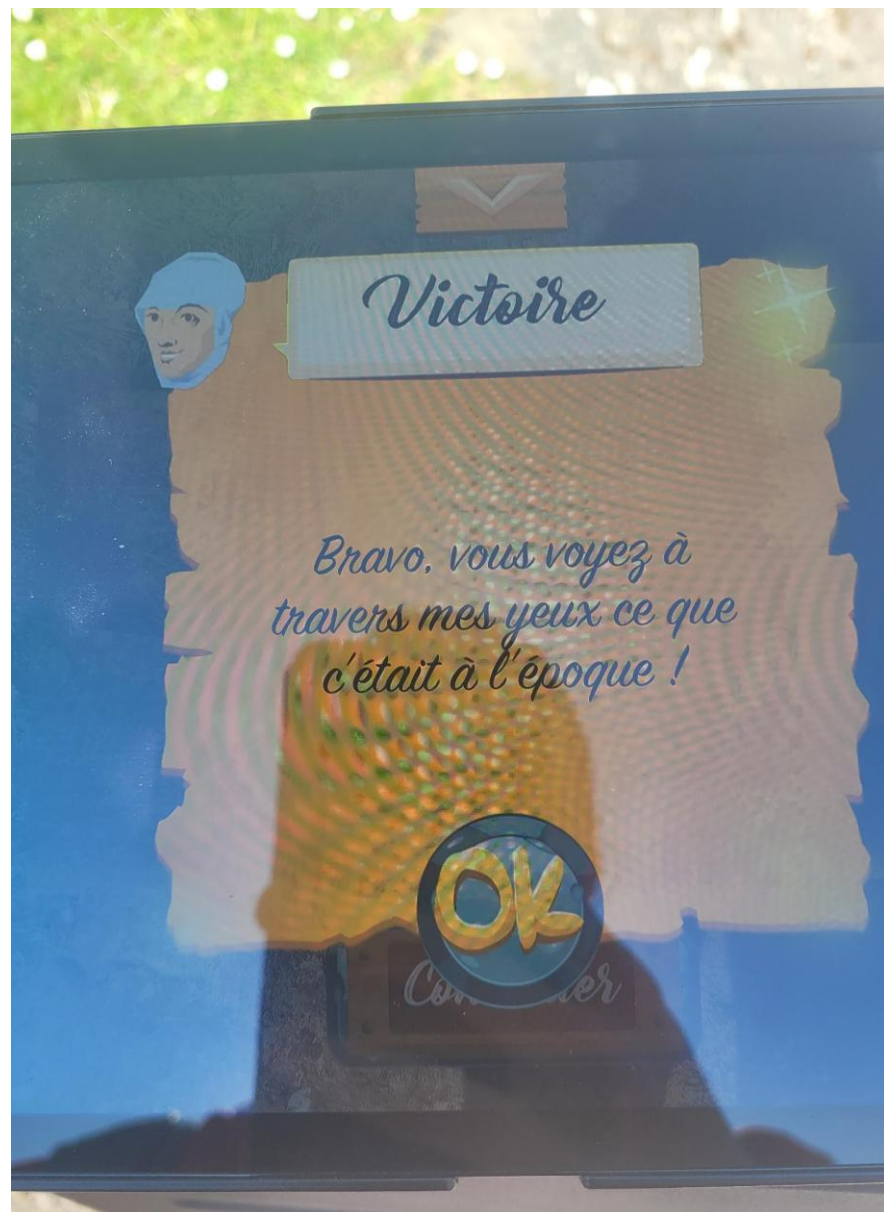 Victoire
Bravo, vous voyez à
travers mes yeux ce que
c'était à l'époque !
OK